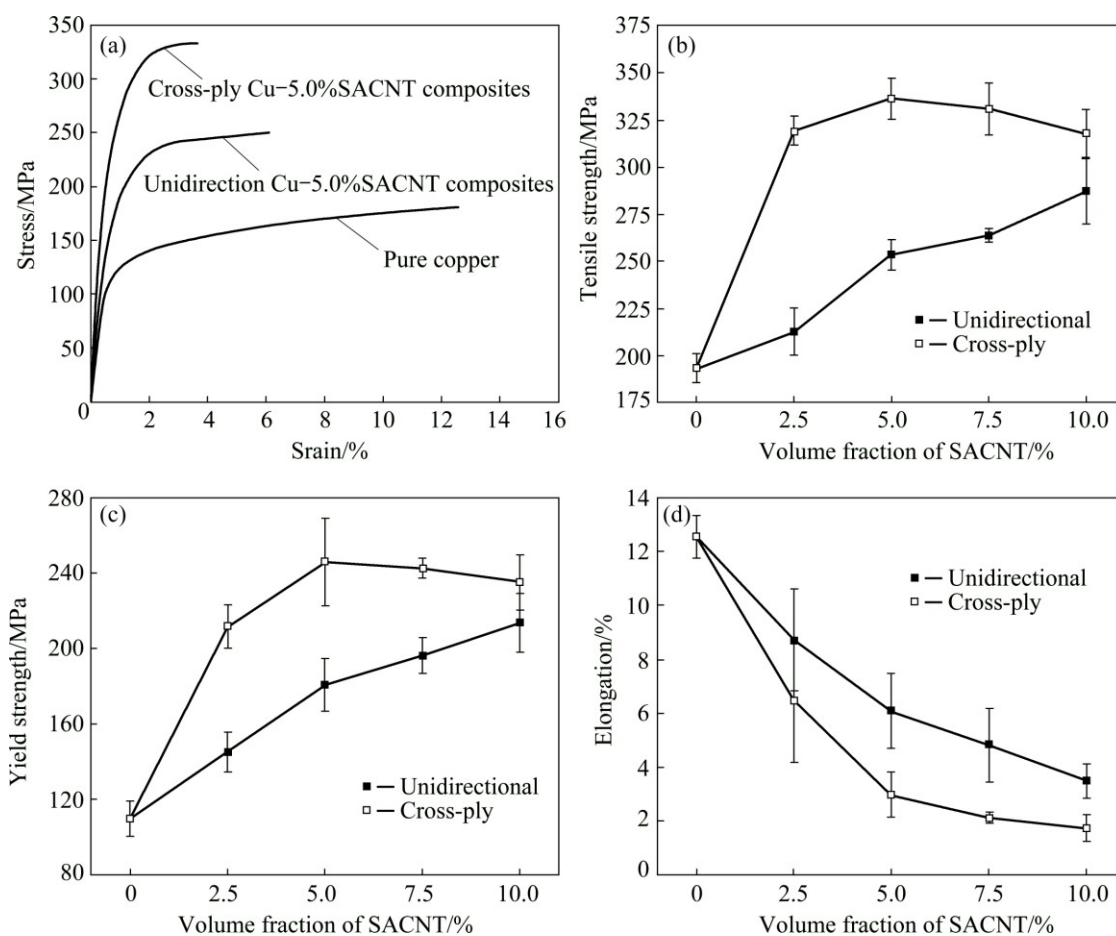 (a)
350
300
250
200
150
100
50
0
Stress/MPa
Cross-ply Cu−5.0%SACNT composites
Unidirection Cu−5.0%SACNT composites
Pure copper
2 4 6 8 10 12 14 16
Srain/%
(b)
375
350
325
300
275
250
225
200
175
Tensile strength/MPa
Unidirectional
Cross-ply
0 2.5 5.0 7.5 10.0
Volume fraction of SACNT/%
(c)
280
240
200
160
120
80
Yield strength/MPa
Unidirectional
Cross-ply
0 2.5 5.0 7.5 10.0
Volume fraction of SACNT/%
(d)
14
12
10
8
6
4
2
0
Elongation/%
Unidirectional
Cross-ply
0 2.5 5.0 7.5 10.0
Volume fraction of SACNT/%